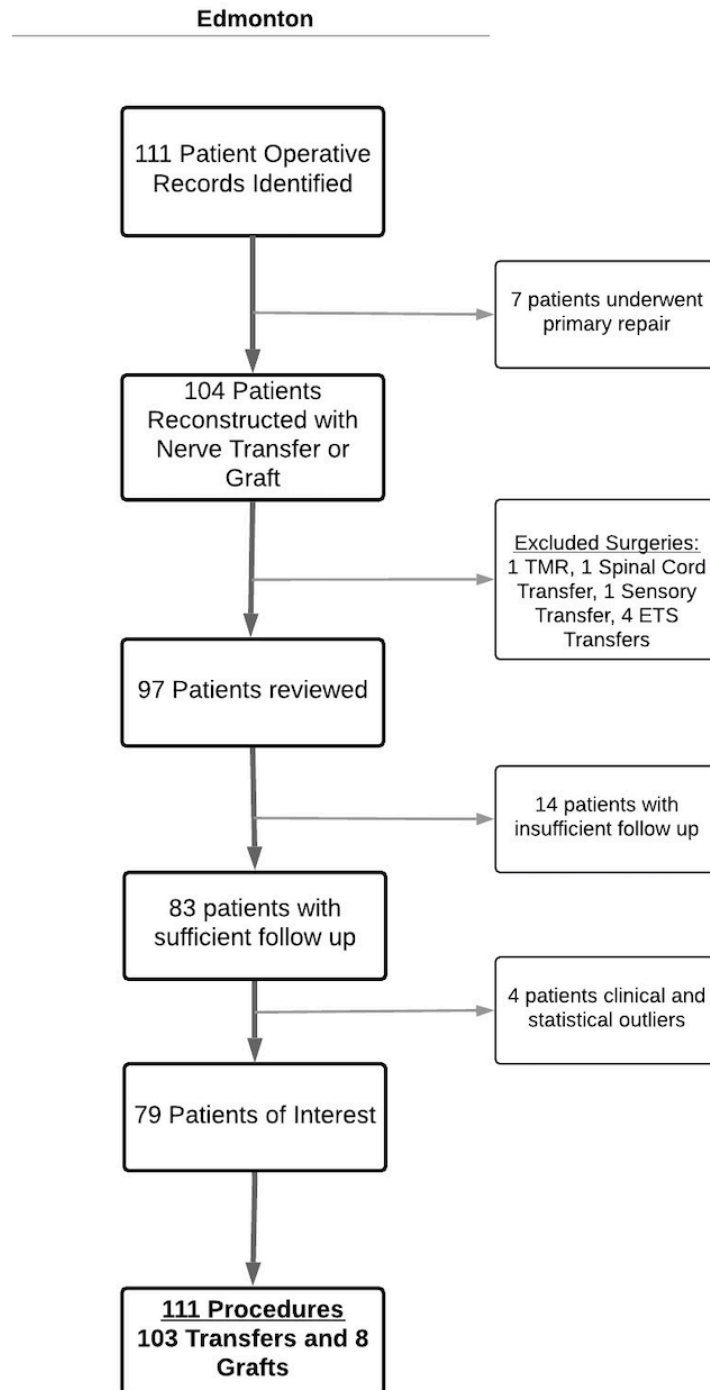 Edmonton
111 Patient Operative
Records Identified
7 patients underwent
primary repair
104 Patients
Reconstructed with
Nerve Transfer or
Graft
Excluded Surgeries:
1 TMR, 1 Spinal Cord
Transfer, 1 Sensory
Transfer, 4 ETS
Transfers
97 Patients reviewed
14 patients with
insufficient follow up
83 patients with
sufficient follow up
4 patients clinical and
statistical outliers
79 Patients of Interest
111 Procedures
103 Transfers and 8
Grafts